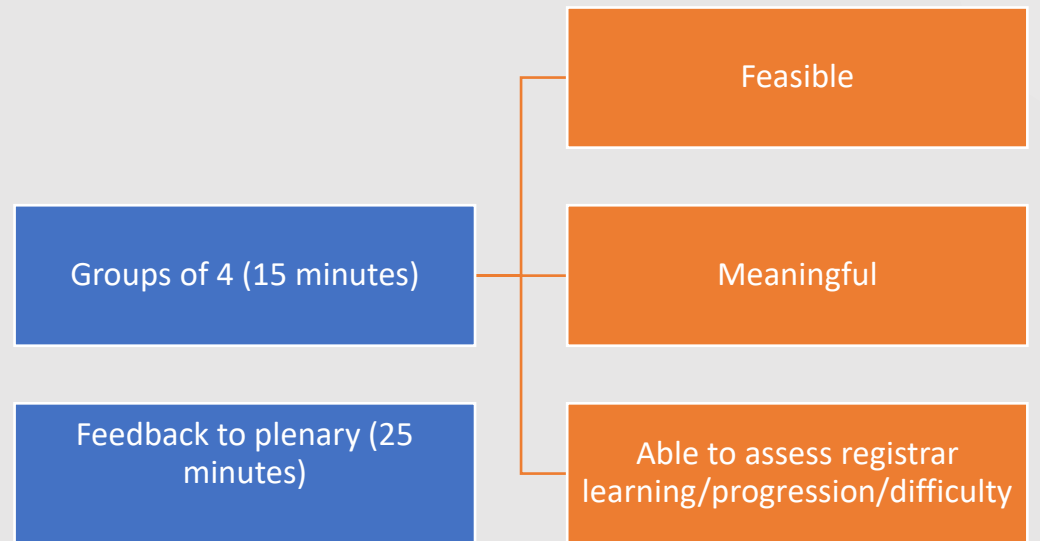 Groups of 4 (15 minutes)
Feasible
Meaningful
Able to assess registrar
learning/progression/difficulty
Feedback to plenary (25
minutes)